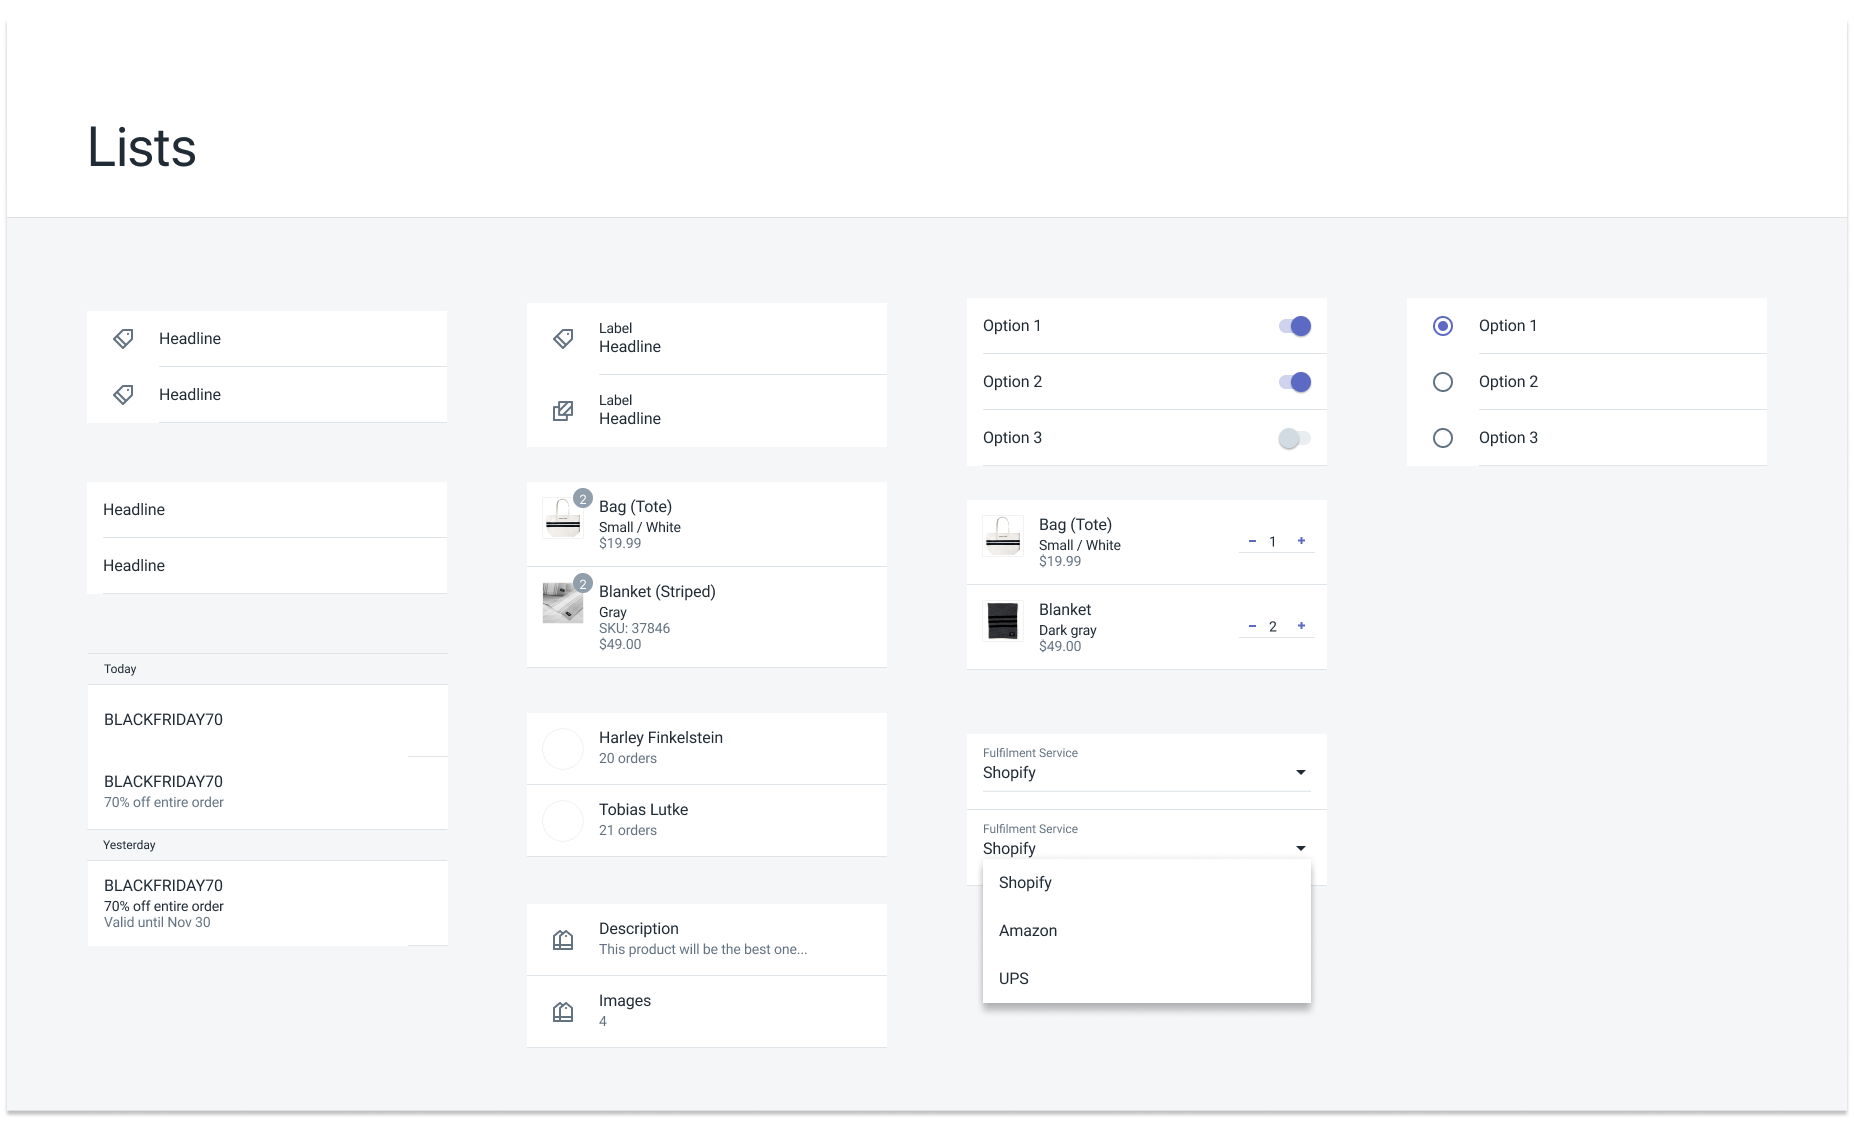 Lists
Headline
Headline
Headline
Headline
Today
BLACKFRIDAY70
BLACKFRIDAY70
70% off entire order
Yesterday
BLACKFRIDAY70
70% off entire order
Valid until Nov 30
Label
Headline
Label
Headline
2
Bag (Tote)
Small / White
$19.99
2
Blanket (Striped)
Gray
SKU: 37846
$49.00
Harley Finkelstein
20 orders
Tobias Lutke
21 orders
Description
This product will be the best one...
Images
4
Option 1
Option 2
Option 3
Bag (Tote)
Small / White
$19.99
- 1 +
Blanket
Dark gray
$49.00
- 2 +
Fulfilment Service
Shopify
Fulfilment Service
Shopify
Shopify
Amazon
UPS
Option 1
Option 2
Option 3